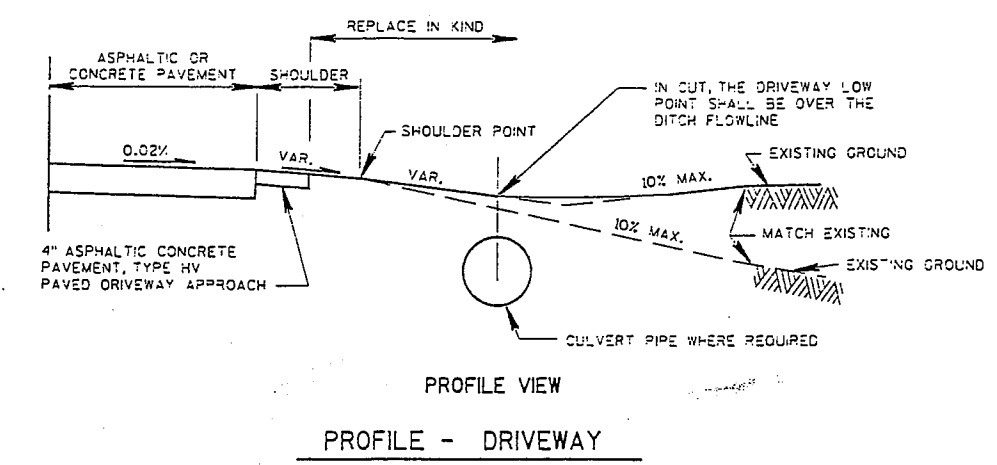 REPLACE IN KIND
ASPHALTIC OR
CONCRETE PAVEMENT
SHOULDER
IN CUT, THE DRIVEWAY LOW
POINT SHALL BE OVER THE
DITCH FLOWLINE
SHOULDER POINT
EXISTING GROUND
0.02%
VAR.
VAR.
10% MAX.
10% MAX.
MATCH EXISTING
EXISTING GROUND
4" ASPHALTIC CONCRETE
PAVEMENT, TYPE HV
PAVED DRIVEWAY APPROACH
CULVERT PIPE WHERE REQUIRED
PROFILE VIEW
PROFILE - DRIVEWAY